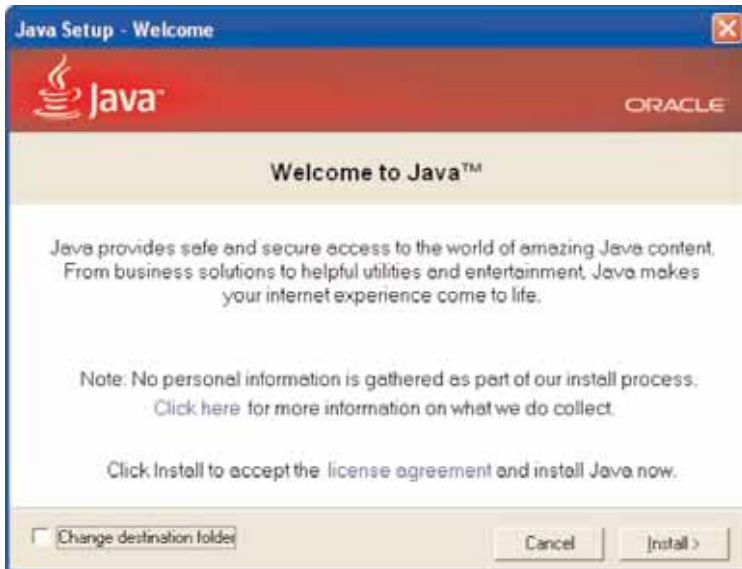 Java Setup - Welcome
Java™
ORACLE
Welcome to Java™
Java provides safe and secure access to the world of amazing Java content.
From business solutions to helpful utilities and entertainment, Java makes
your internet experience come to life.
Note: No personal information is gathered as part of our install process.
Click here for more information on what we do collect.
Click Install to accept the license agreement and install Java now.
Change destination folder
Cancel
Install >